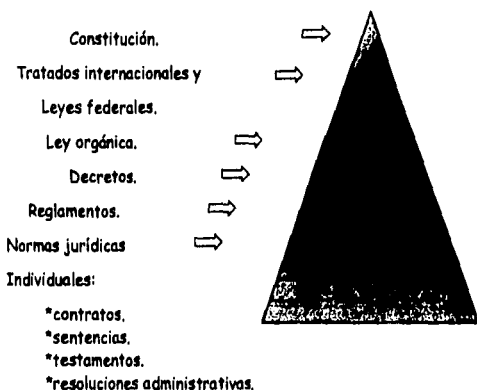 Constitución.
Tratados internacionales y
Leyes federales.
Ley orgánica.
Decretos.
Reglamentos.
Normas jurídicas
Individuales:
*contratos.
*sentencias.
*testamentos.
*resoluciones administrativas.